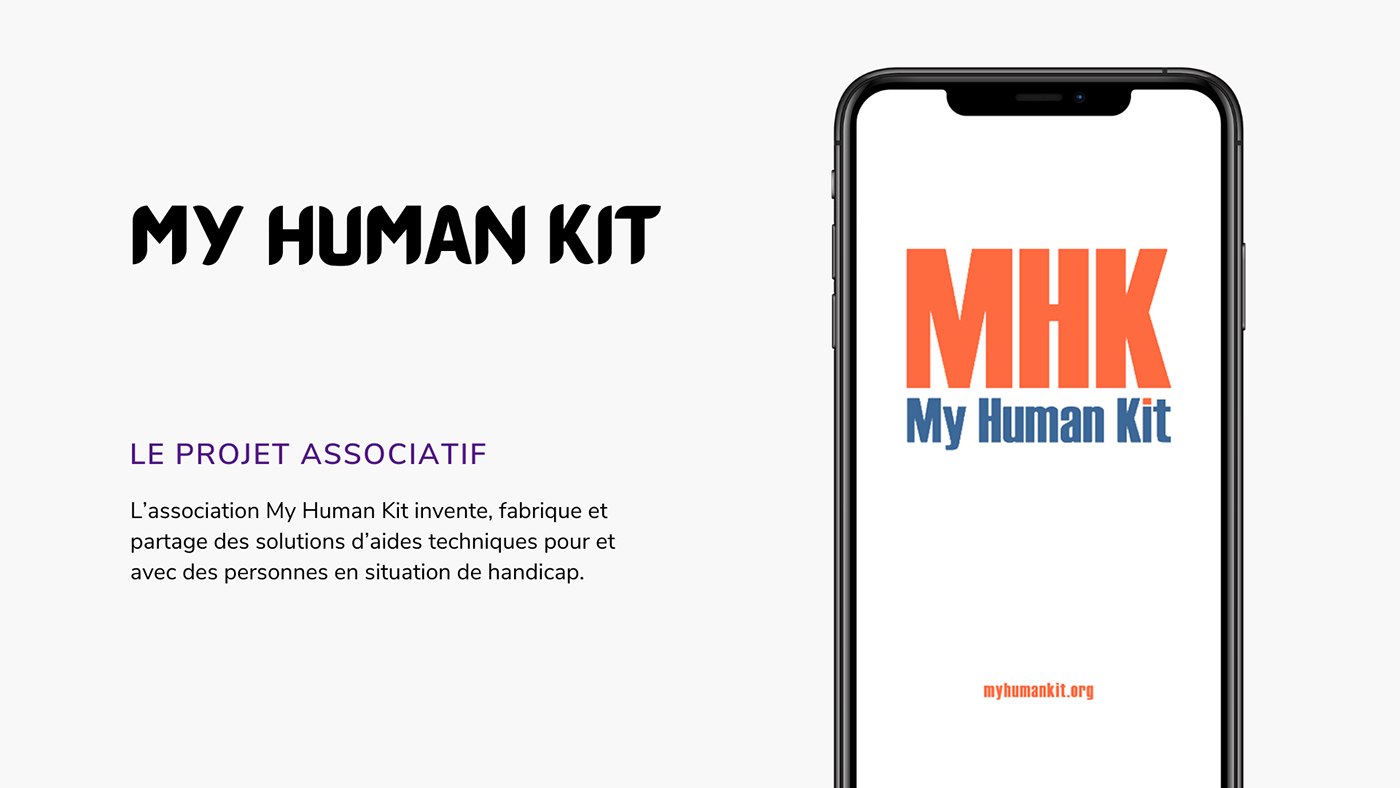 MY HUMAN KIT
LE PROJET ASSOCIATIF
L’association My Human Kit invente, fabrique et
partage des solutions d’aides techniques pour et
avec des personnes en situation de handicap.
MHK
My Human Kit
myhumankit.org